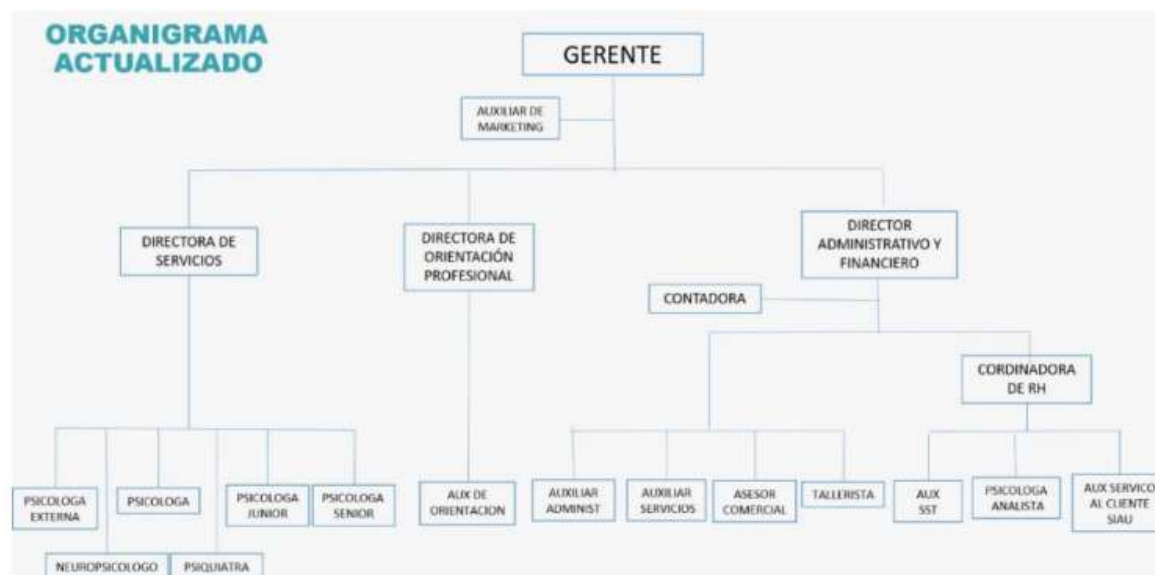 ORGANIGRAMA
ACTUALIZADO
GERENTE
AUXILIAR DE
MARKETING
DIRECTORA DE
SERVICIOS
DIRECTORA DE
ORIENTACIÓN
PROFESIONAL
DIRECTOR
ADMINISTRATIVO Y
FINANCIERO
CONTADORA
CORDINADORA
DE RH
PSICOLOGA
EXTERNA
PSICOLOGA
PSICOLOGA
JUNIOR
PSICOLOGA
SENIOR
AUX DE
ORIENTACION
AUXILIAR
ADMINIST
AUXILIAR
SERVICIOS
ASESOR
COMERCIAL
TALLERISTA
AUX
SST
PSICOLOGA
ANALISTA
AUX SERVICO
AL CLIENTE
SIAU
NEUROPSICOLOGO
PSIQUIATRA